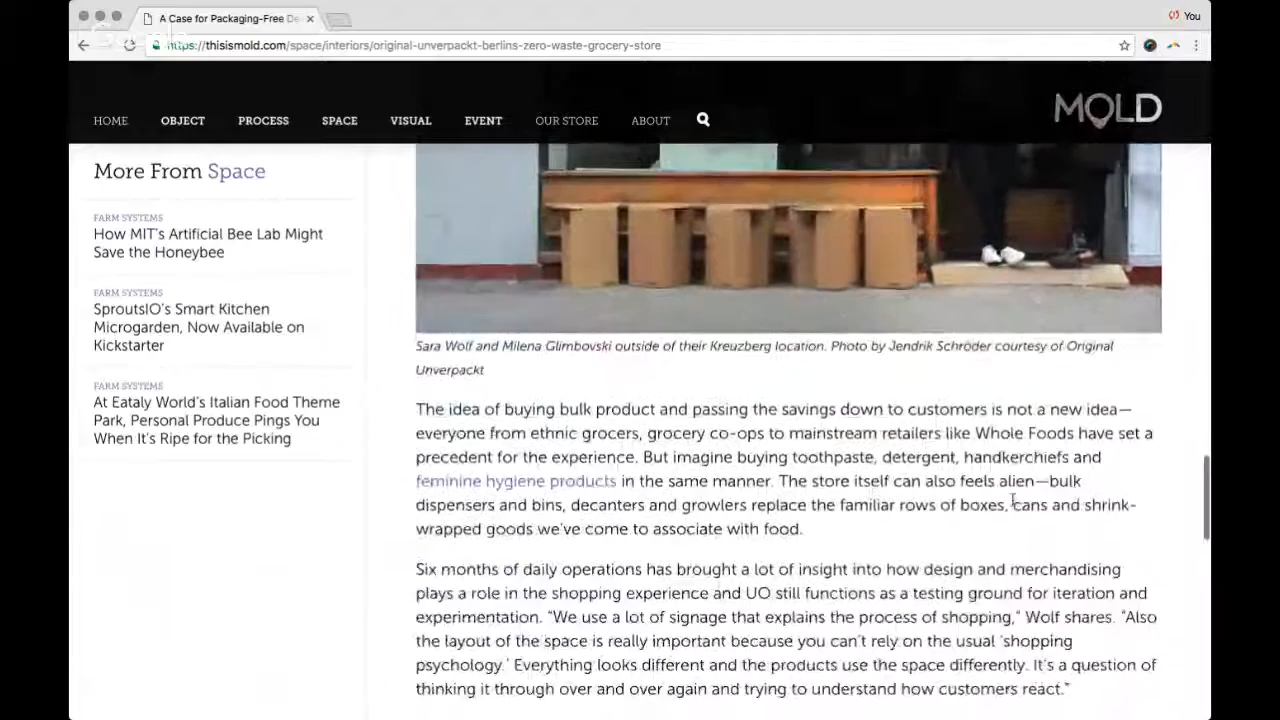 A Case for Packaging-Free De
You
https://thisismold.com/space/interiors/original-unverpackt-berlins-zero-waste-grocery-store
HOME OBJECT PROCESS SPACE VISUAL EVENT OUR STORE ABOUT
MOLD
More From Space
FARM SYSTEMS
How MIT's Artificial Bee Lab Might
Save the Honeybee
FARM SYSTEMS
SproutsIO's Smart Kitchen
Microgarden, Now Available on
Kickstarter
FARM SYSTEMS
At Eataly World's Italian Food Theme
Park, Personal Produce Pings You
When It's Ripe for the Picking
Sara Wolf and Milena Glimbovski outside of their Kreuzberg location. Photo by Jendrik Schröder courtesy of Original
Unverpackt
The idea of buying bulk product and passing the savings down to customers is not a new idea—
everyone from ethnic grocers, grocery co-ops to mainstream retailers like Whole Foods have set a
precedent for the experience. But imagine buying toothpaste, detergent, handkerchiefs and
feminine hygiene products in the same manner. The store itself can also feels alien—bulk
dispensers and bins, decanters and growlers replace the familiar rows of boxes, cans and shrink-
wrapped goods we've come to associate with food.
Six months of daily operations has brought a lot of insight into how design and merchandising
plays a role in the shopping experience and UO still functions as a testing ground for iteration and
experimentation. "We use a lot of signage that explains the process of shopping," Wolf shares. "Also
the layout of the space is really important because you can't rely on the usual 'shopping
psychology.' Everything looks different and the products use the space differently. It's a question of
thinking it through over and over again and trying to understand how customers react."